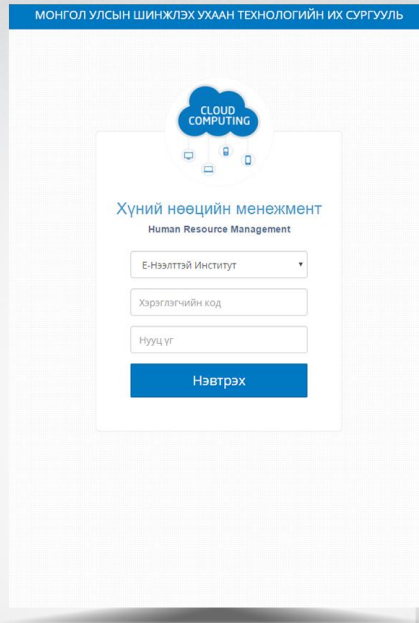 МОНГОЛ УЛСЫН ШИНЖЛЭХ УХААН ТЕХНОЛОГИЙН ИХ СУРГУУЛЬ
CLOUD
COMPUTING
Хүний нөөцийн менежмент
Human Resource Management
Е-Нээлттэй Институт
Хэрэглэгчийн код
Нууц үг
Нэвтрэх